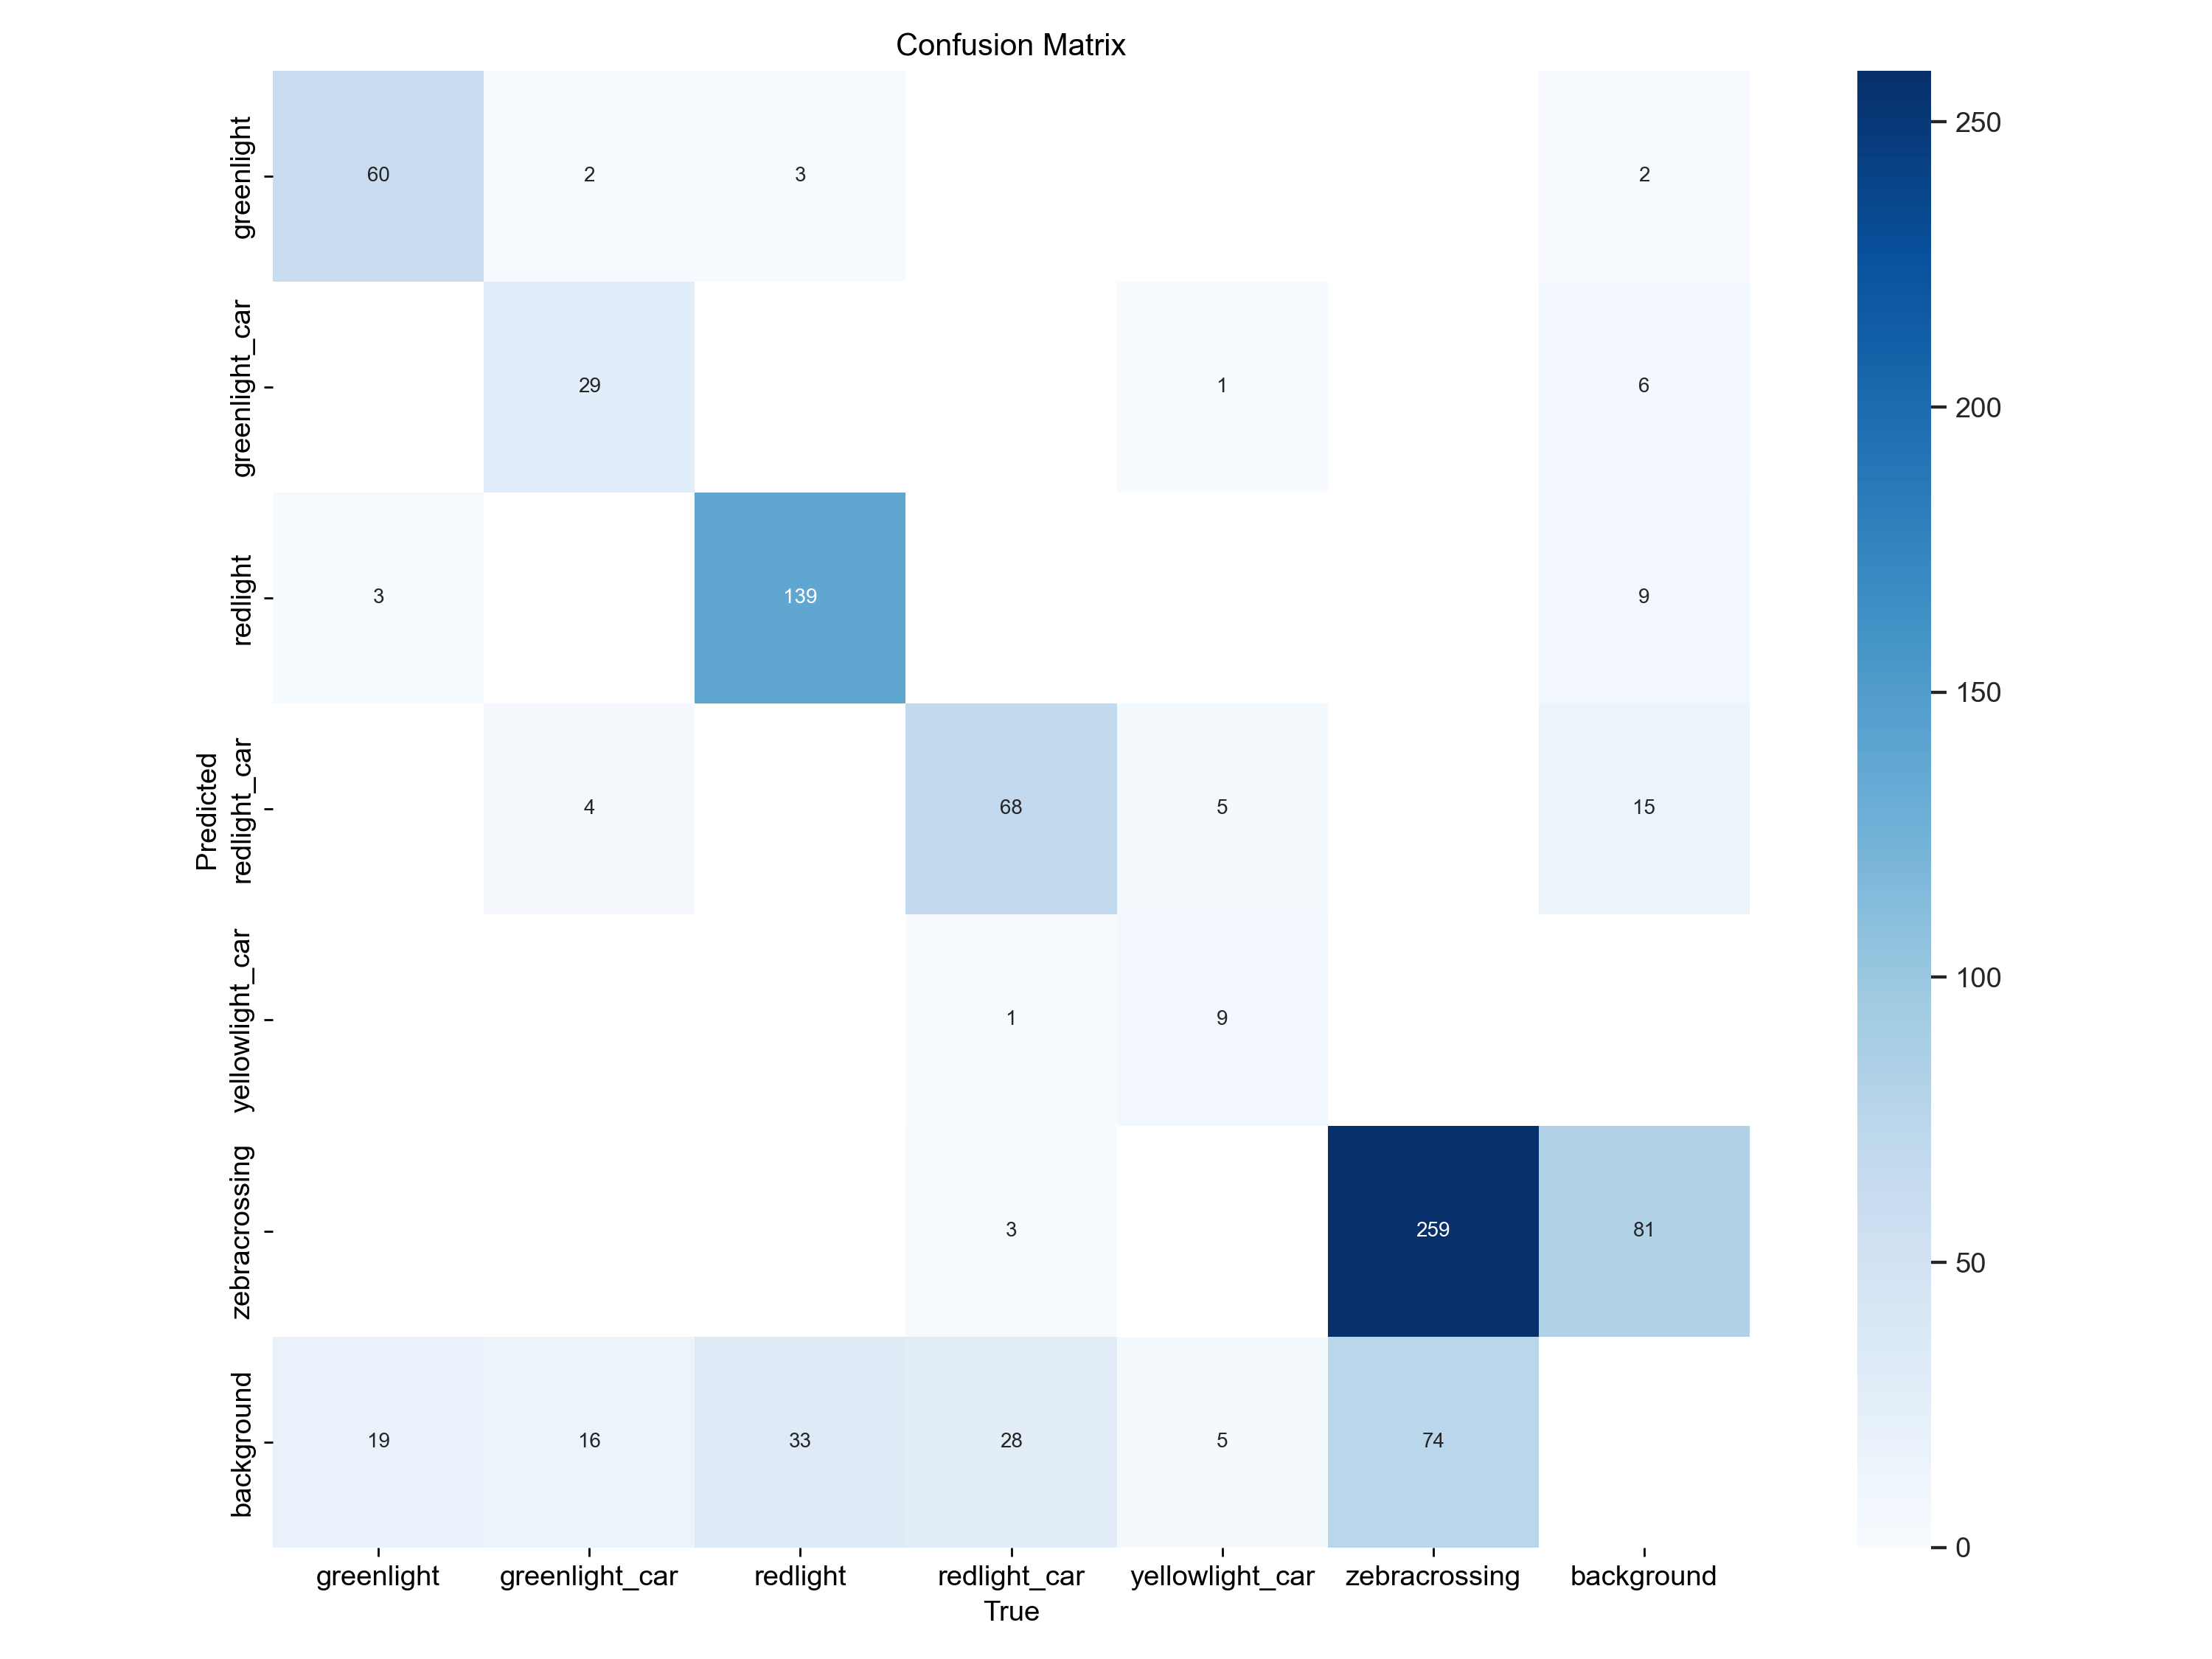 Confusion Matrix
greenlight 60 2 3 2
greenlight_car 29 1 6
redlight 3 139 9
Predicted
redlight_car 4 68 5 15
yellowlight_car 1 9
zebracrossing 3 259 81
background 19 16 33 28 5 74
greenlight greenlight_car redlight redlight_car yellowlight_car zebracrossing background
True
250
200
150
100
50
0